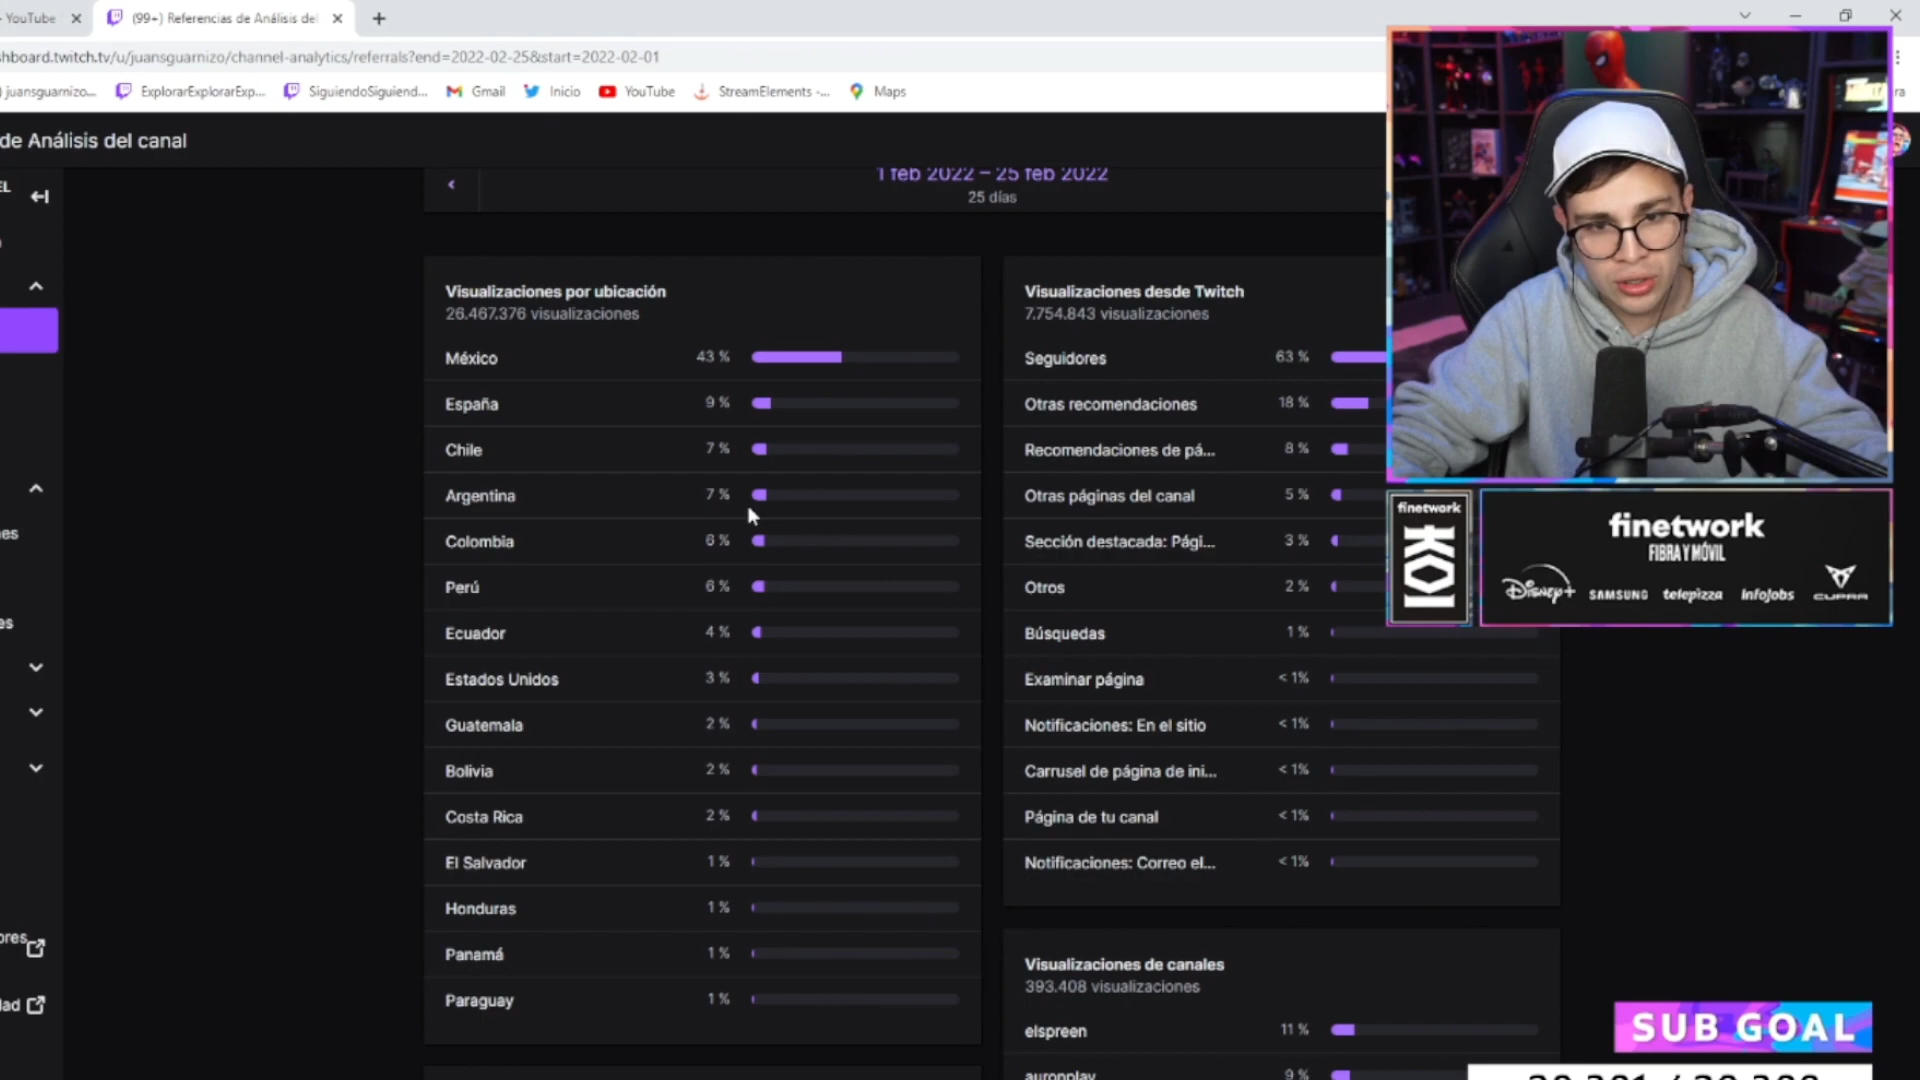 YouTube
(99+) Referencias de Análisis del
hboard.twitch.tv/u/juansguarnizo/channel-analytics/referrals?end=2022-02-25&start=2022-02-01
juansguarnizo...
ExplorarExplorarExp...
SiguiendoSiguiend...
Gmail
Inicio
YouTube
StreamElements -...
Maps
de Análisis del canal
1 feb 2022 – 25 feb 2022
25 días
Visualizaciones por ubicación
26.467.376 visualizaciones
México 43 %
España 9 %
Chile 7 %
Argentina 7 %
Colombia 6 %
Perú 6 %
Ecuador 4 %
Estados Unidos 3 %
Guatemala 2 %
Bolivia 2 %
Costa Rica 2 %
El Salvador 1 %
Honduras 1 %
Panamá 1 %
Paraguay 1 %
Visualizaciones desde Twitch
7.754.843 visualizaciones
Seguidores 63 %
Otras recomendaciones 18 %
Recomendaciones de pá... 8 %
Otras páginas del canal 5 %
Sección destacada: Pági... 3 %
Otros 2 %
Búsquedas 1 %
Examinar página < 1%
Notificaciones: En el sitio < 1%
Carrusel de página de ini... < 1%
Página de tu canal < 1%
Notificaciones: Correo el... < 1%
Visualizaciones de canales
393.408 visualizaciones
elspreen 11 %
auronplay 9 %
finetwork
KOI
finetwork
FIBRA Y MÓVIL
Disney+ SAMSUNG telepizza InfoJobs CUPRA
SUB GOAL